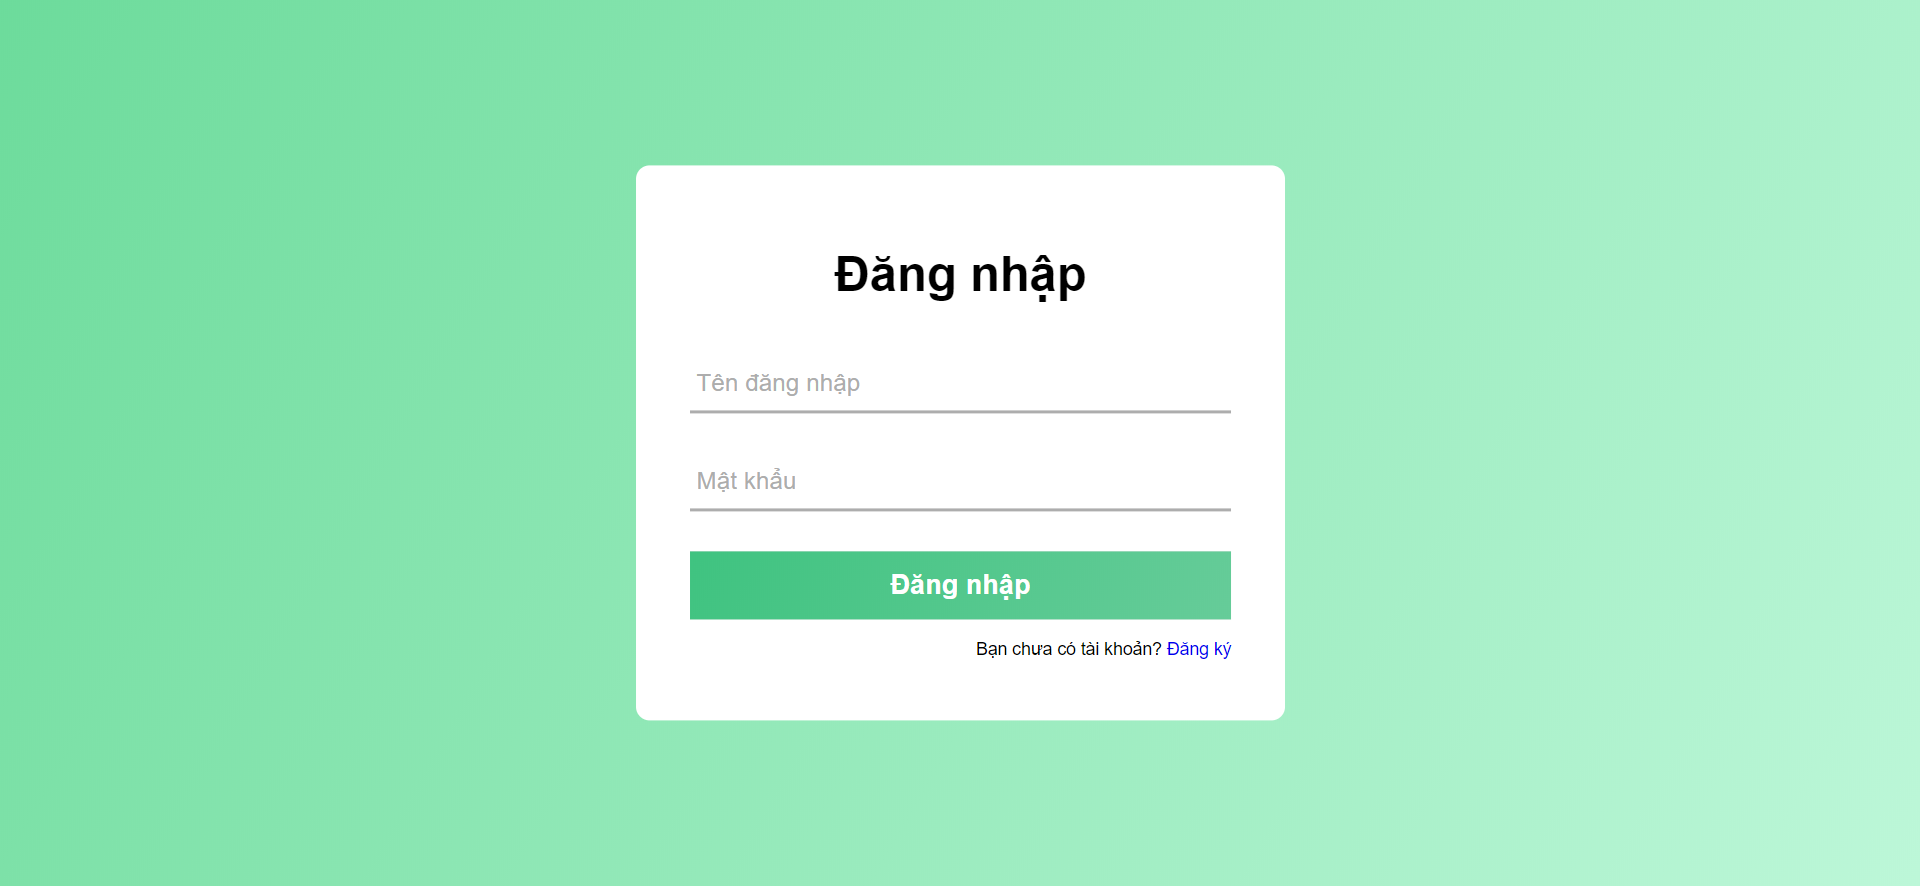 Đăng nhập
Tên đăng nhập
Mật khẩu
Đăng nhập
Bạn chưa có tài khoản? Đăng ký